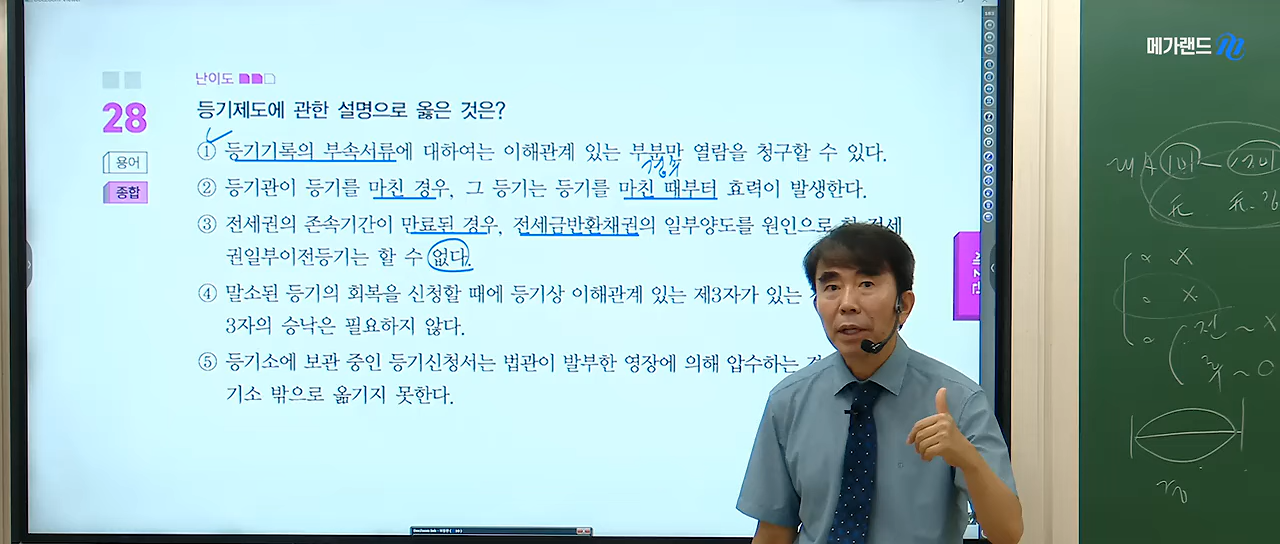 메가랜드
난이도
28
용어
종합
등기제도에 관한 설명으로 옳은 것은?
① 등기기록의 부속서류에 대하여는 이해관계 있는 부분만 열람을 청구할 수 있다.
② 등기관이 등기를 마친 경우, 그 등기는 등기를 마친 때부터 효력이 발생한다.
③ 전세권의 존속기간이 만료된 경우, 전세금반환채권의 일부양도를 원인으로
권일부이전등기는 할 수 없다.
④ 말소된 등기의 회복을 신청할 때에 등기상 이해관계 있는 제3자가 있는
3자의 승낙은 필요하지 않다.
⑤ 등기소에 보관 중인 등기신청서는 법관이 발부한 영장에 의해 압수하는
기소 밖으로 옮기지 못한다.